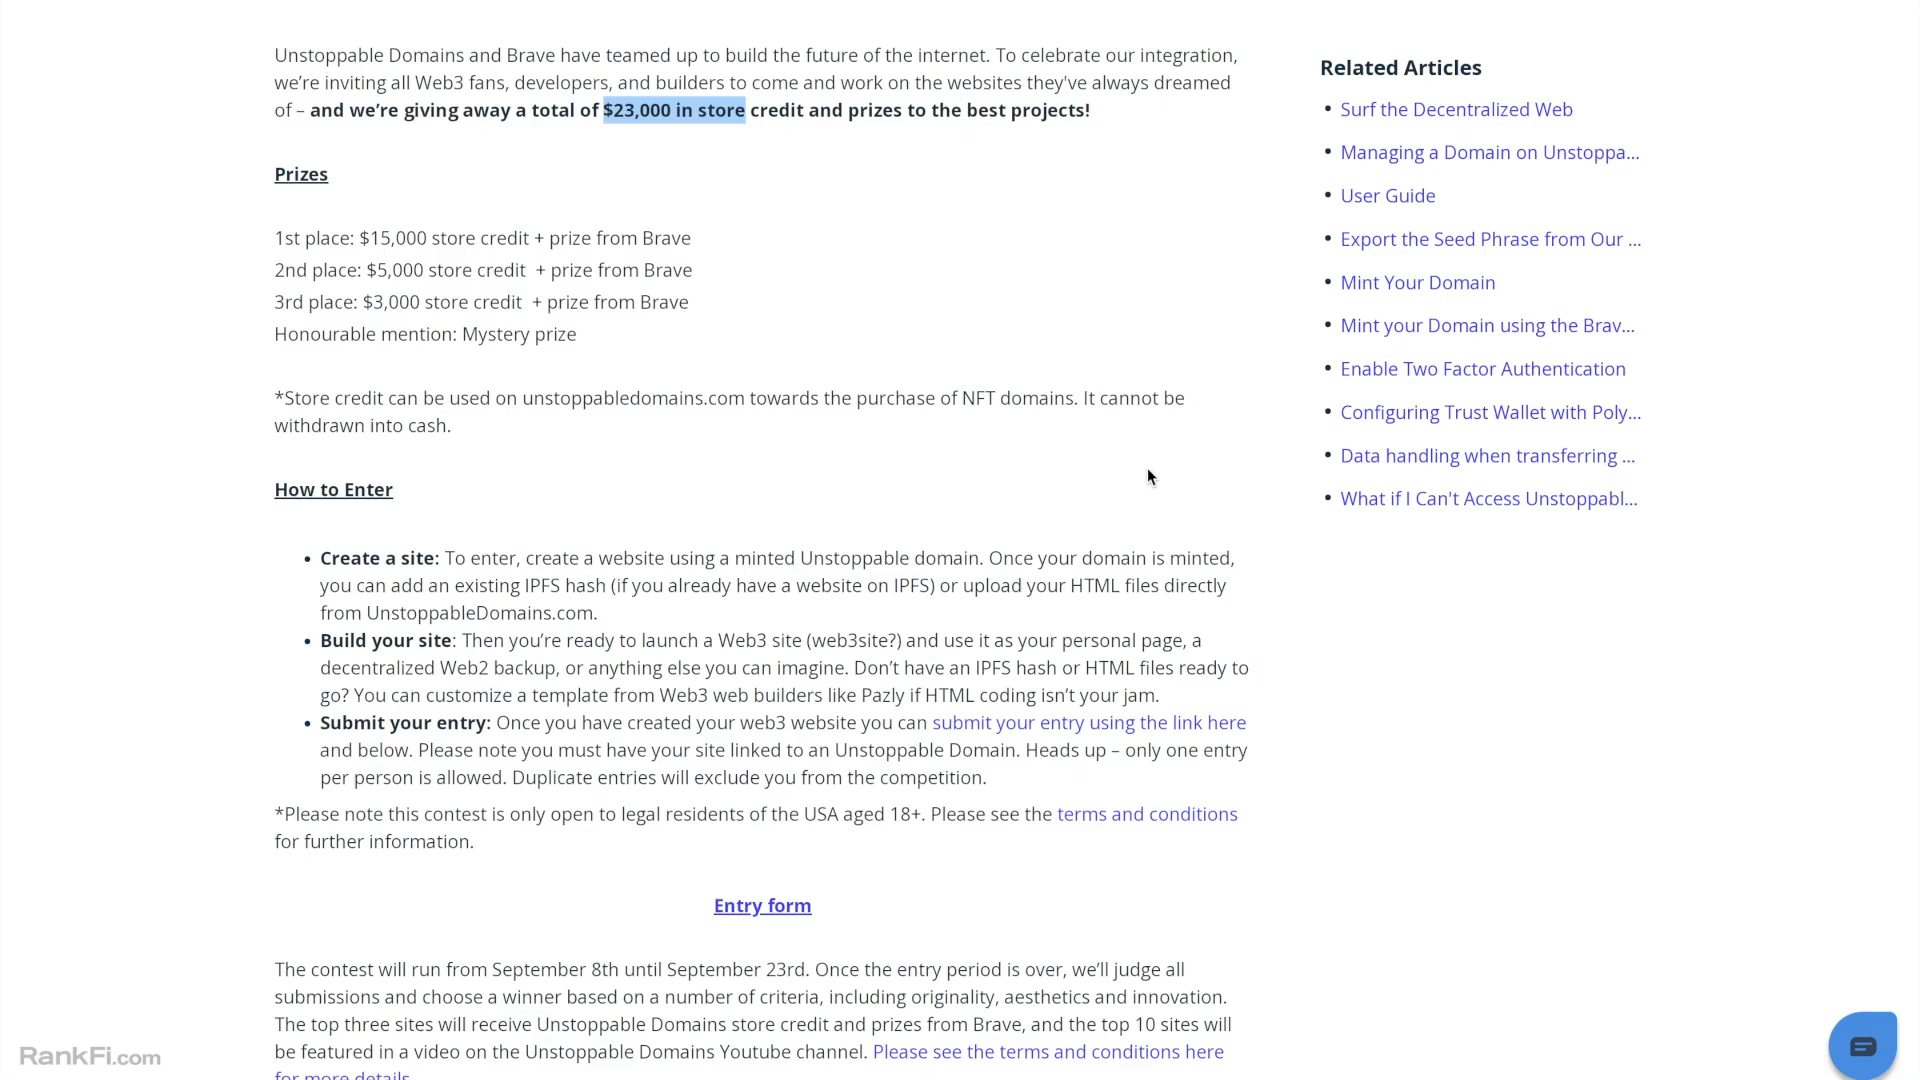 Unstoppable Domains and Brave have teamed up to build the future of the internet. To celebrate our integration,
we’re inviting all Web3 fans, developers, and builders to come and work on the websites they've always dreamed
of – and we’re giving away a total of $23,000 in store credit and prizes to the best projects!
Prizes
1st place: $15,000 store credit + prize from Brave
2nd place: $5,000 store credit  + prize from Brave
3rd place: $3,000 store credit  + prize from Brave
Honourable mention: Mystery prize
*Store credit can be used on unstoppabledomains.com towards the purchase of NFT domains. It cannot be
withdrawn into cash.
How to Enter
• Create a site: To enter, create a website using a minted Unstoppable domain. Once your domain is minted,
you can add an existing IPFS hash (if you already have a website on IPFS) or upload your HTML files directly
from UnstoppableDomains.com.
• Build your site: Then you’re ready to launch a Web3 site (web3site?) and use it as your personal page, a
decentralized Web2 backup, or anything else you can imagine. Don’t have an IPFS hash or HTML files ready to
go? You can customize a template from Web3 web builders like Pazly if HTML coding isn’t your jam.
• Submit your entry: Once you have created your web3 website you can submit your entry using the link here
and below. Please note you must have your site linked to an Unstoppable Domain. Heads up – only one entry
per person is allowed. Duplicate entries will exclude you from the competition.
*Please note this contest is only open to legal residents of the USA aged 18+. Please see the terms and conditions
for further information.
Entry form
The contest will run from September 8th until September 23rd. Once the entry period is over, we’ll judge all
submissions and choose a winner based on a number of criteria, including originality, aesthetics and innovation.
The top three sites will receive Unstoppable Domains store credit and prizes from Brave, and the top 10 sites will
be featured in a video on the Unstoppable Domains Youtube channel. Please see the terms and conditions here
for more details.
Related Articles
• Surf the Decentralized Web
• Managing a Domain on Unstoppa...
• User Guide
• Export the Seed Phrase from Our ...
• Mint Your Domain
• Mint your Domain using the Brav...
• Enable Two Factor Authentication
• Configuring Trust Wallet with Poly...
• Data handling when transferring ...
• What if I Can't Access Unstoppabl...
RankFi.com